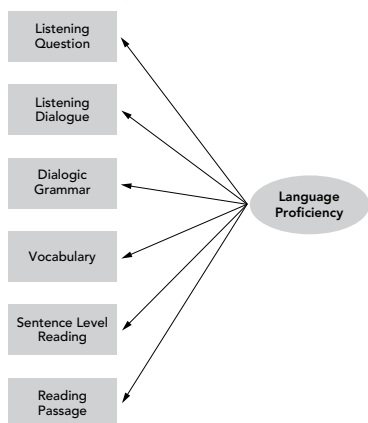 Listening
Question
Listening
Dialogue
Dialogic
Grammar
Language
Proficiency
Vocabulary
Sentence Level
Reading
Reading
Passage